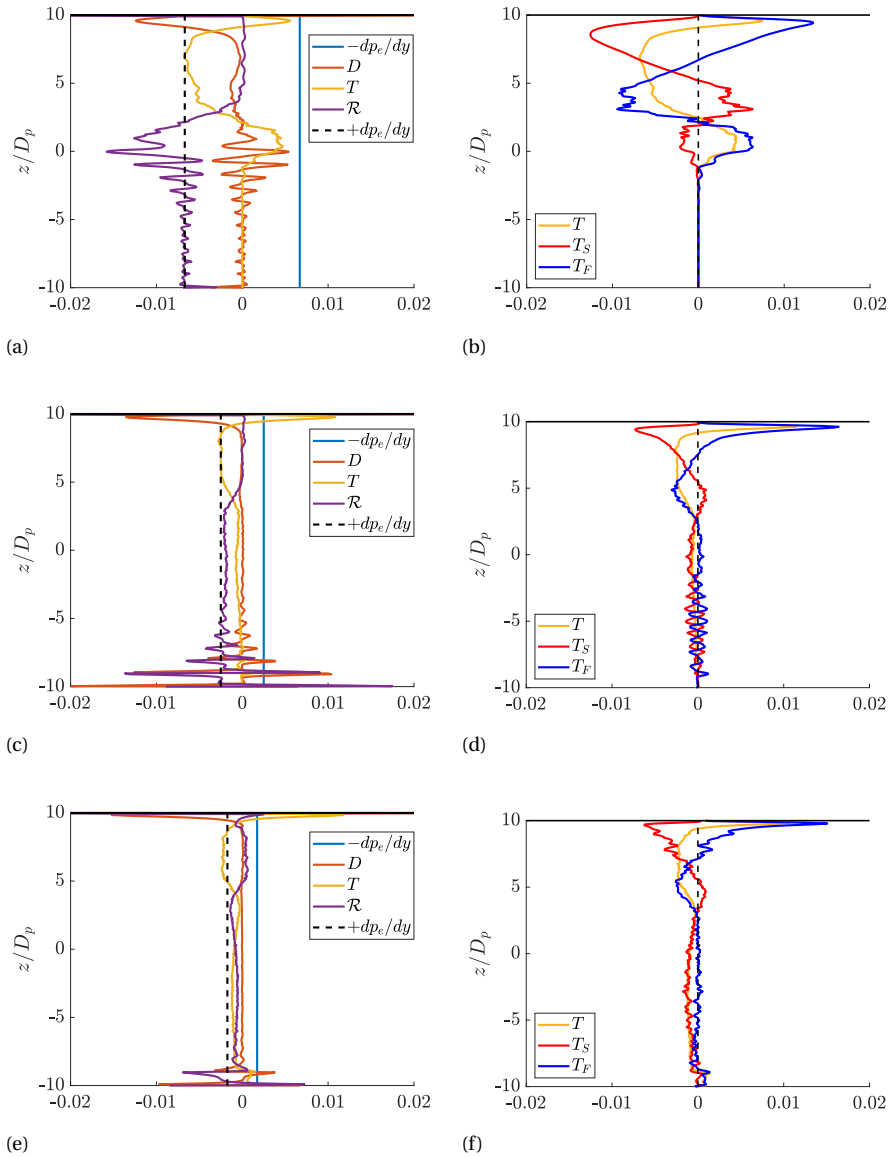 10
5
0
-5
-10
z/D_p
-0.02
-0.01
0
0.01
0.02
−dp_e/dy
D
T
ℛ
+dp_e/dy
(a)
10
5
0
-5
-10
z/D_p
-0.02
-0.01
0
0.01
0.02
T
T_S
T_F
(b)
10
5
0
-5
-10
z/D_p
-0.02
-0.01
0
0.01
0.02
−dp_e/dy
D
T
ℛ
+dp_e/dy
(c)
10
5
0
-5
-10
z/D_p
-0.02
-0.01
0
0.01
0.02
T
T_S
T_F
(d)
10
5
0
-5
-10
z/D_p
-0.02
-0.01
0
0.01
0.02
−dp_e/dy
D
T
ℛ
+dp_e/dy
(e)
10
5
0
-5
-10
z/D_p
-0.02
-0.01
0
0.01
0.02
T
T_S
T_F
(f)